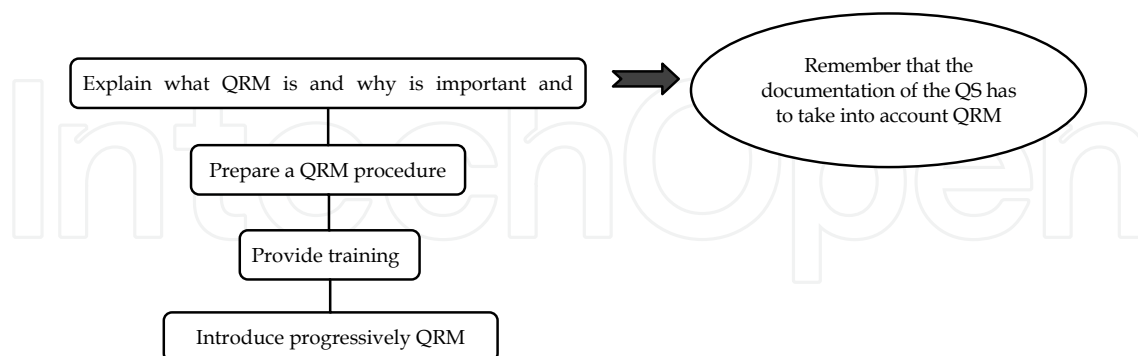 Explain what QRM is and why is important and
Remember that the
documentation of the QS has
to take into account QRM
Prepare a QRM procedure
Provide training
Introduce progressively QRM
IntechOpen